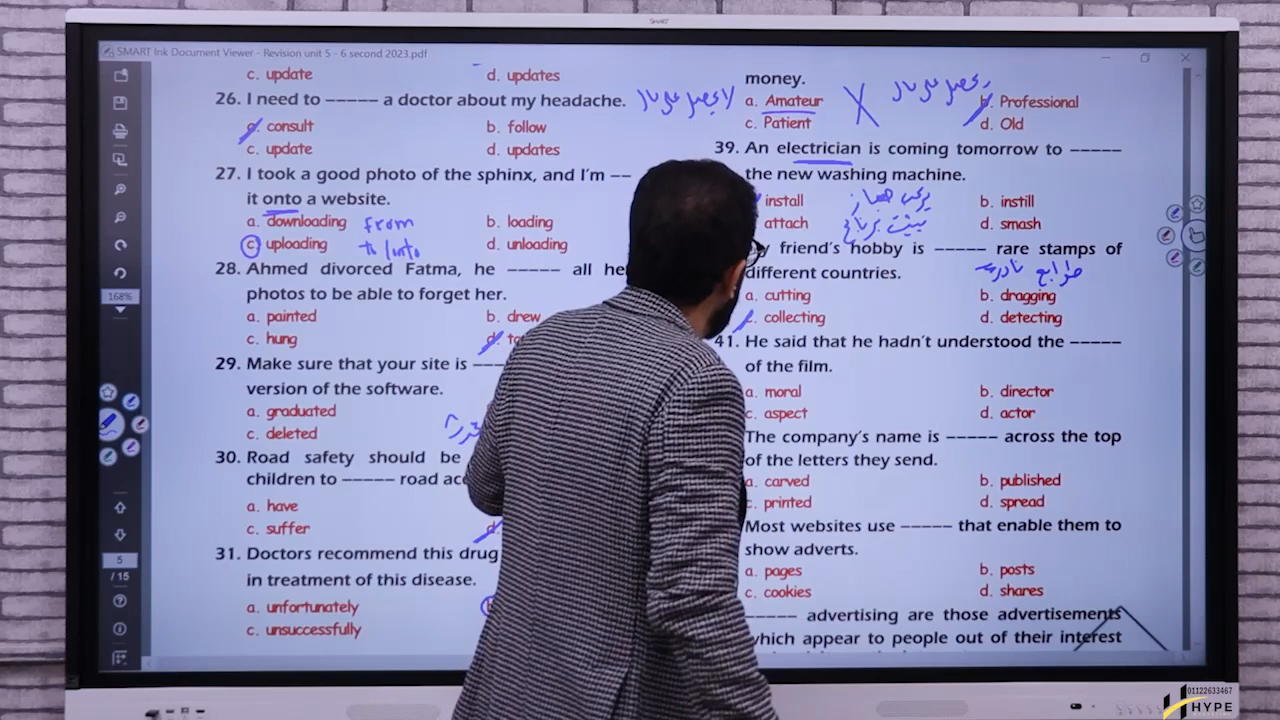 SMART
SMART Ink Document Viewer - Revision unit 5 - 6 second 2023.pdf
c. update d. updates
26. I need to ----- a doctor about my headache.
a. consult b. follow
c. update d. updates
27. I took a good photo of the sphinx, and I'm --
it onto a website.
a. downloading from b. loading
c. uploading to/into d. unloading
28. Ahmed divorced Fatma, he ----- all he
photos to be able to forget her.
a. painted b. drew
c. hung d.
29. Make sure that your site is ---
version of the software.
a. graduated
c. deleted
30. Road safety should be
children to ----- road
a. have
c. suffer d.
31. Doctors recommend this drug
in treatment of this disease.
a. unfortunately
c. unsuccessfully
money.
a. Amateur b. Professional
c. Patient d. Old
39. An electrician is coming tomorrow to -----
the new washing machine.
install b. instill
attach d. smash
friend's hobby is ----- rare stamps of
different countries.
طوابع نادرة
a. cutting b. dragging
c. collecting d. detecting
41. He said that he hadn't understood the -----
of the film.
a. moral b. director
c. aspect d. actor
The company's name is ----- across the top
of the letters they send.
a. carved b. published
c. printed d. spread
Most websites use ----- that enable them to
show adverts.
a. pages b. posts
c. cookies d. shares
----- advertising are those advertisements
which appear to people out of their interest
168%
5
/ 15
01122633467
HYPE